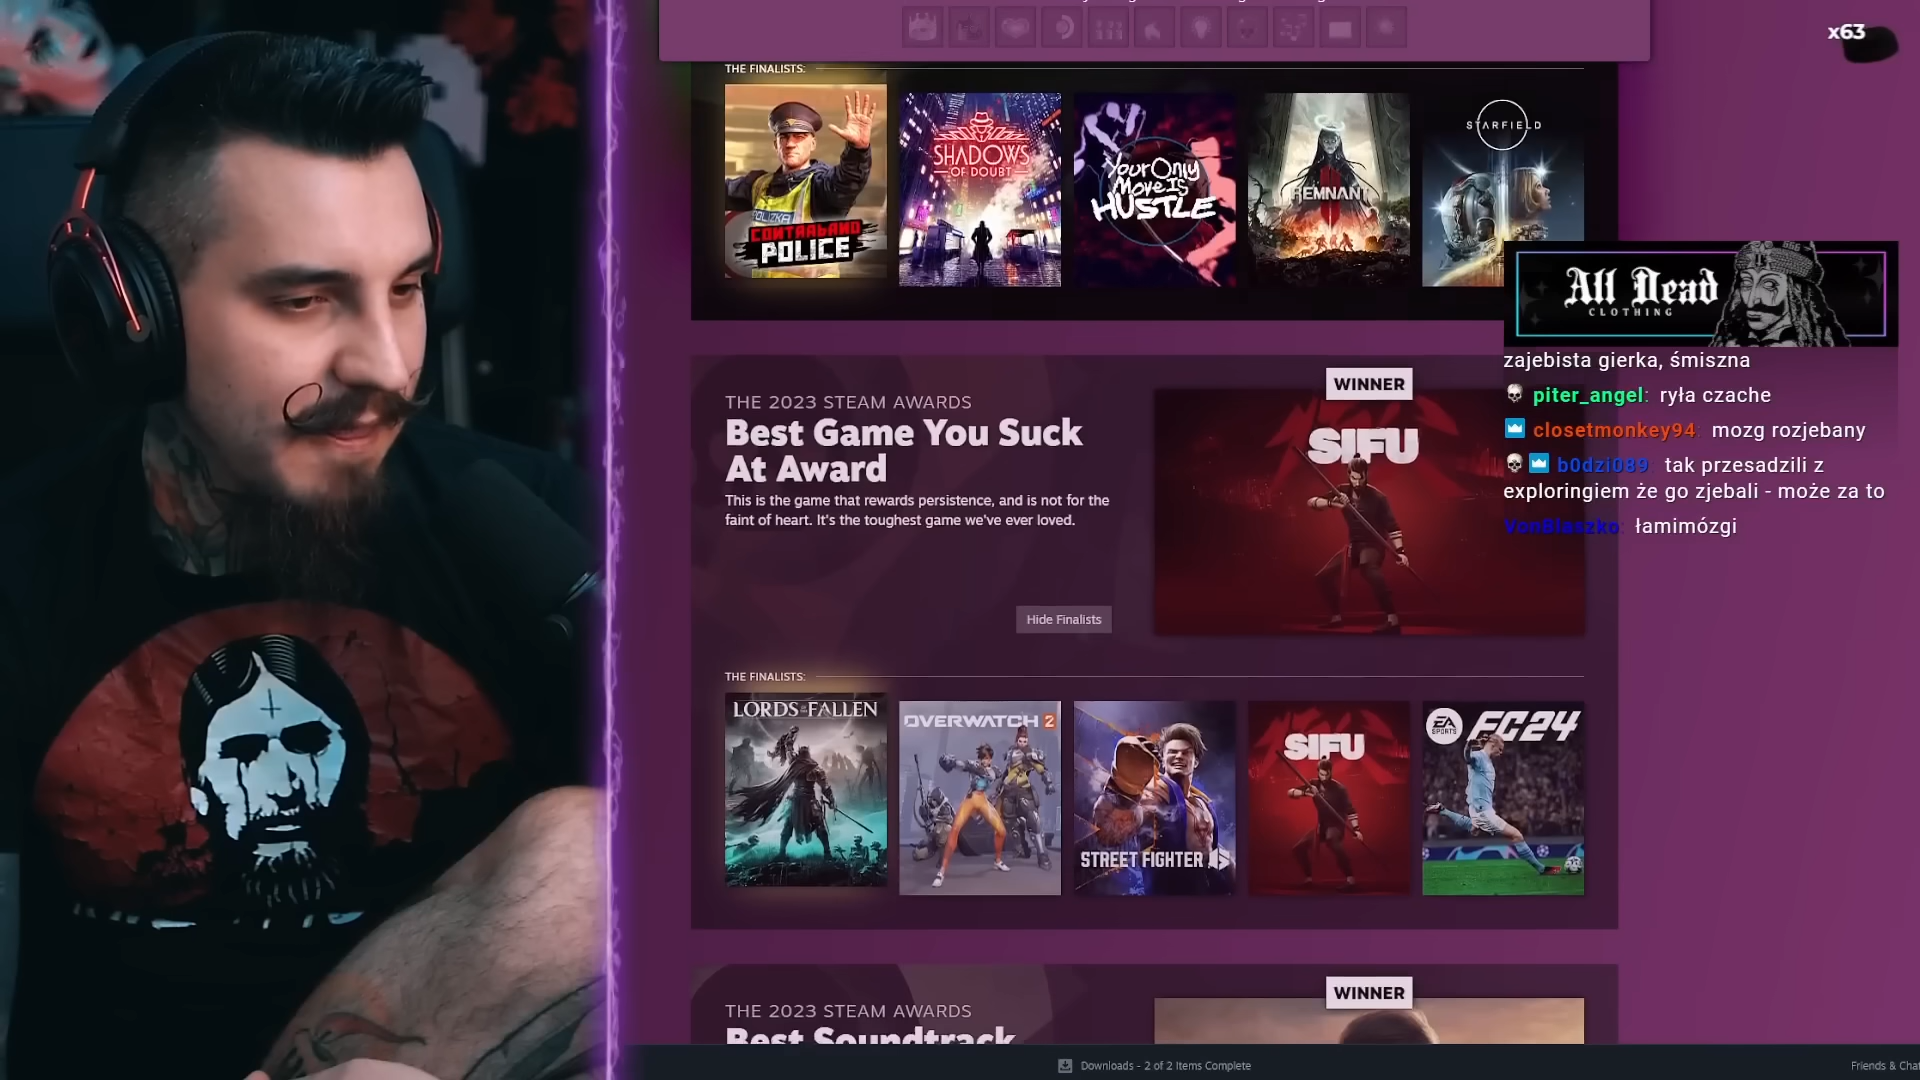 x63
THE FINALISTS:
POLIZKA
CONTRABAND
POLICE
SHADOWS
OF DOUBT
Your Only
Move Is
HUSTLE
REMNANT
STARFIELD
All Dead
CLOTHING
zajebista gierka, śmiszna
piter_angel: ryła czache
closetmonkey94: mozg rozjebany
b0dzi089: tak przesadzili z
exploringiem że go zjebali - może za to
VonBlaszko: łamimózgi
THE 2023 STEAM AWARDS
Best Game You Suck
At Award
This is the game that rewards persistence, and is not for the
faint of heart. It's the toughest game we've ever loved.
Hide Finalists
WINNER
SIFU
THE FINALISTS:
LORDS OF THE FALLEN
OVERWATCH 2
STREET FIGHTER 6
SIFU
EA
SPORTS
FC24
THE 2023 STEAM AWARDS
Best Soundtrack
WINNER
Downloads - 2 of 2 Items Complete
Friends & Chat